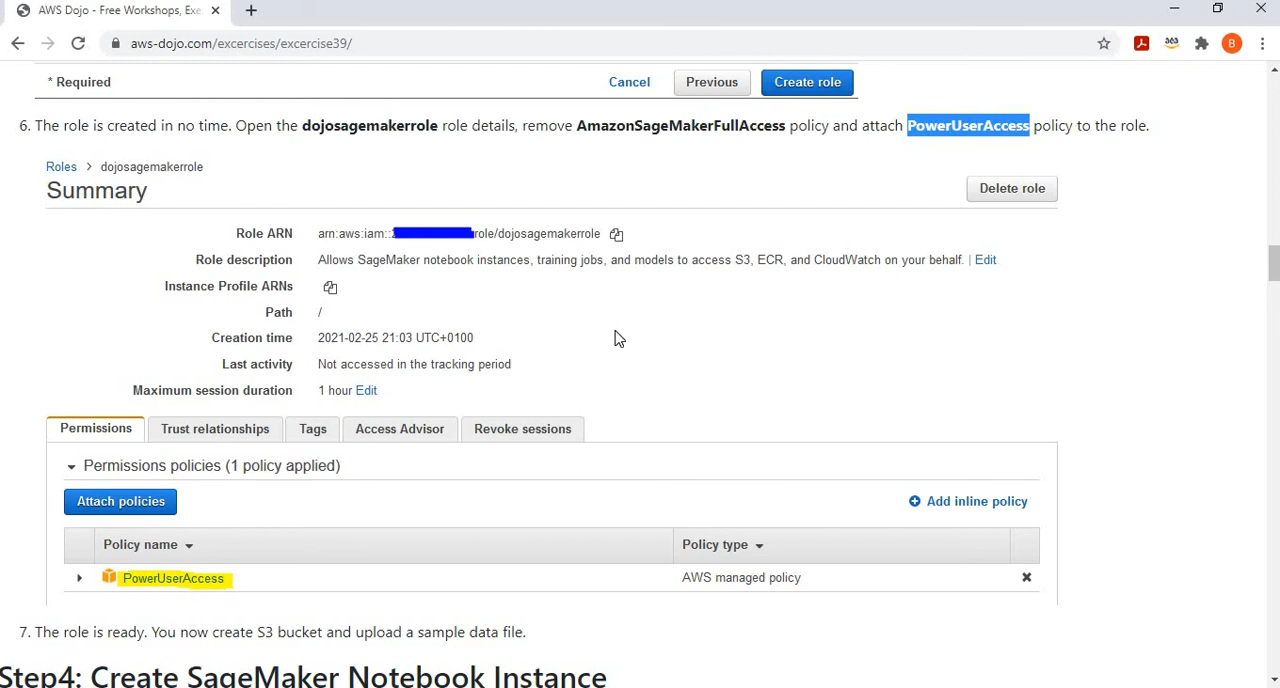 AWS Dojo - Free Workshops, Exe
aws-dojo.com/excercises/excercise39/
B
* Required
Cancel
Previous
Create role
6. The role is created in no time. Open the dojosagemakerrole role details, remove AmazonSageMakerFullAccess policy and attach PowerUserAccess policy to the role.
Roles > dojosagemakerrole
Summary
Delete role
Role ARN arn:aws:iam:: role/dojosagemakerrole
Role description Allows SageMaker notebook instances, training jobs, and models to access S3, ECR, and CloudWatch on your behalf. | Edit
Instance Profile ARNs
Path /
Creation time 2021-02-25 21:03 UTC+0100
Last activity Not accessed in the tracking period
Maximum session duration 1 hour Edit
Permissions Trust relationships Tags Access Advisor Revoke sessions
Permissions policies (1 policy applied)
Attach policies
Add inline policy
Policy name Policy type
PowerUserAccess AWS managed policy
7. The role is ready. You now create S3 bucket and upload a sample data file.
Step4: Create SageMaker Notebook Instance